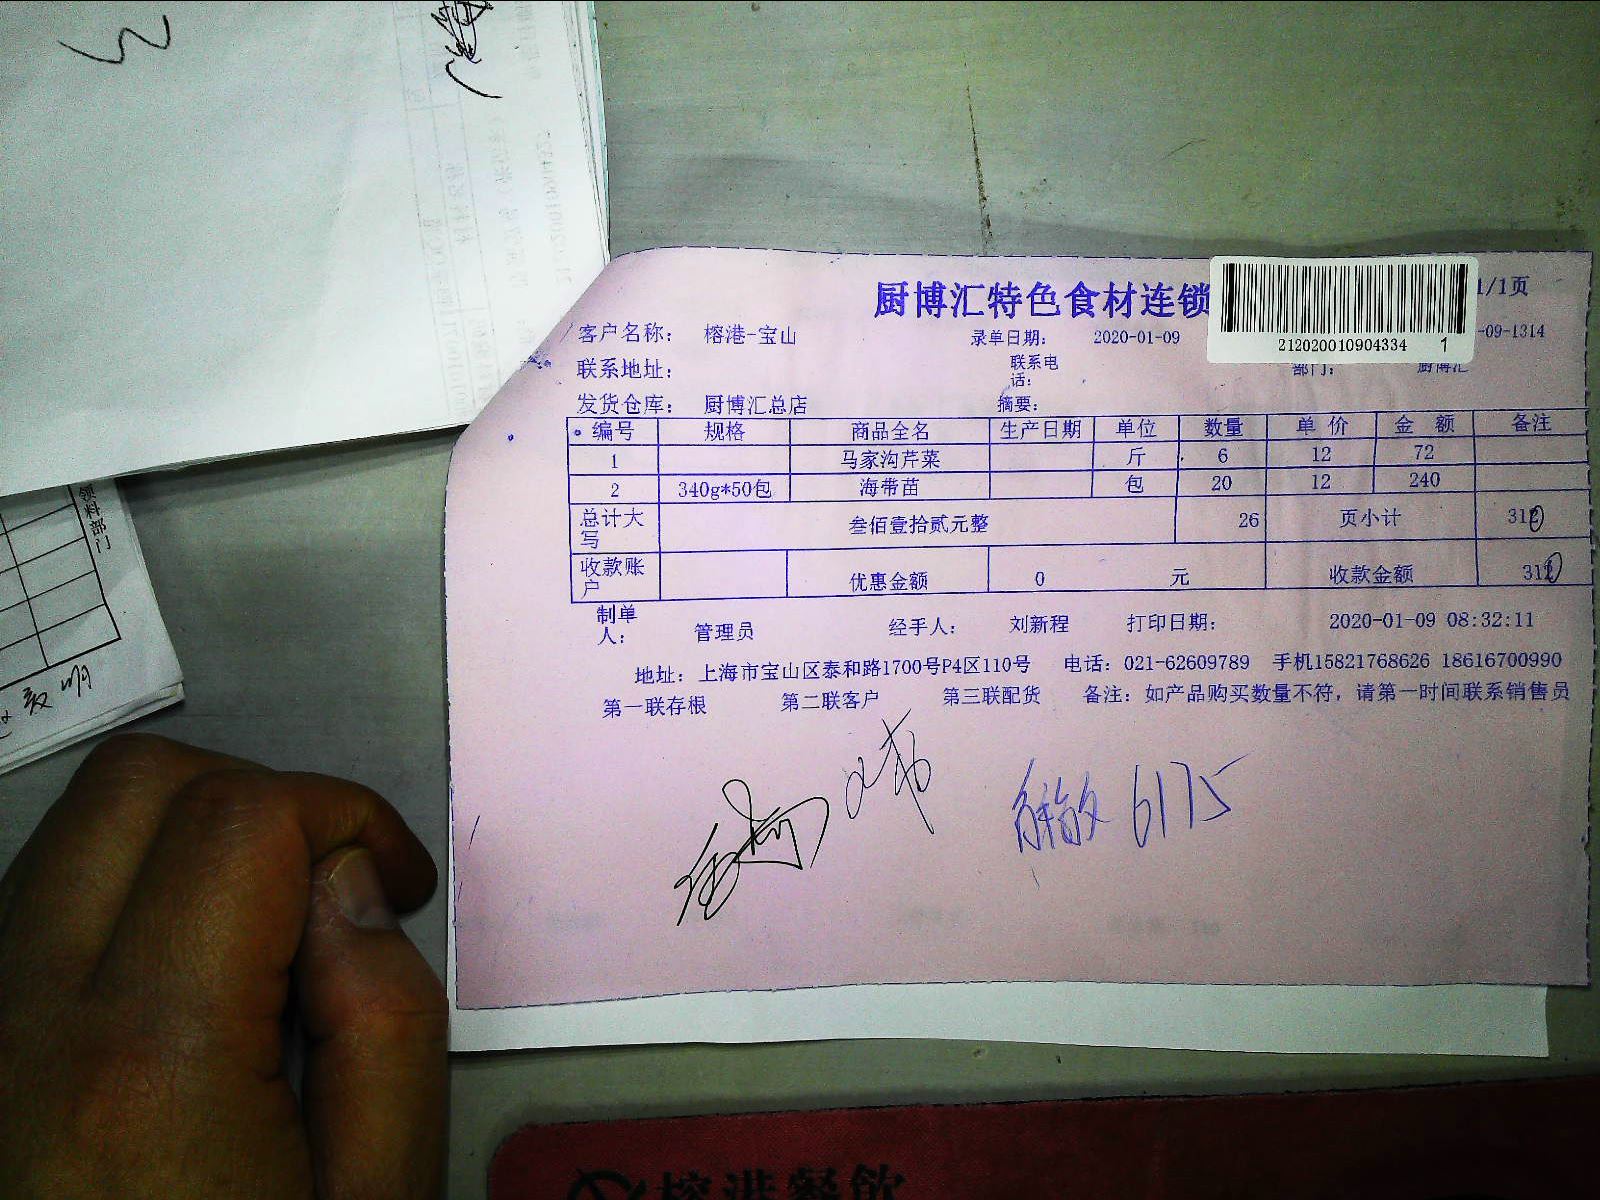 厨博汇特色食材连锁 1/1页
212020010904334 1
客户名称: 榕港-宝山 录单日期: 2020-01-09 -09-1314
联系地址: 联系电话: 部门: 厨博汇
发货仓库: 厨博汇总店 摘要:
编号 规格 商品全名 生产日期 单位 数量 单价 金额 备注
1 马家沟芹菜 斤 6 12 72
2 340g*50包 海带苗 包 20 12 240
总计大写 叁佰壹拾贰元整 26 页小计 312
收款账户 优惠金额 0 元 收款金额 312
制单人: 管理员 经手人: 刘新程 打印日期: 2020-01-09 08:32:11
地址: 上海市宝山区泰和路1700号P4区110号 电话: 021-62609789 手机15821768626 18616700990
第一联存根 第二联客户 第三联配货 备注: 如产品购买数量不符, 请第一时间联系销售员
6175
领料部门
榕港餐飲